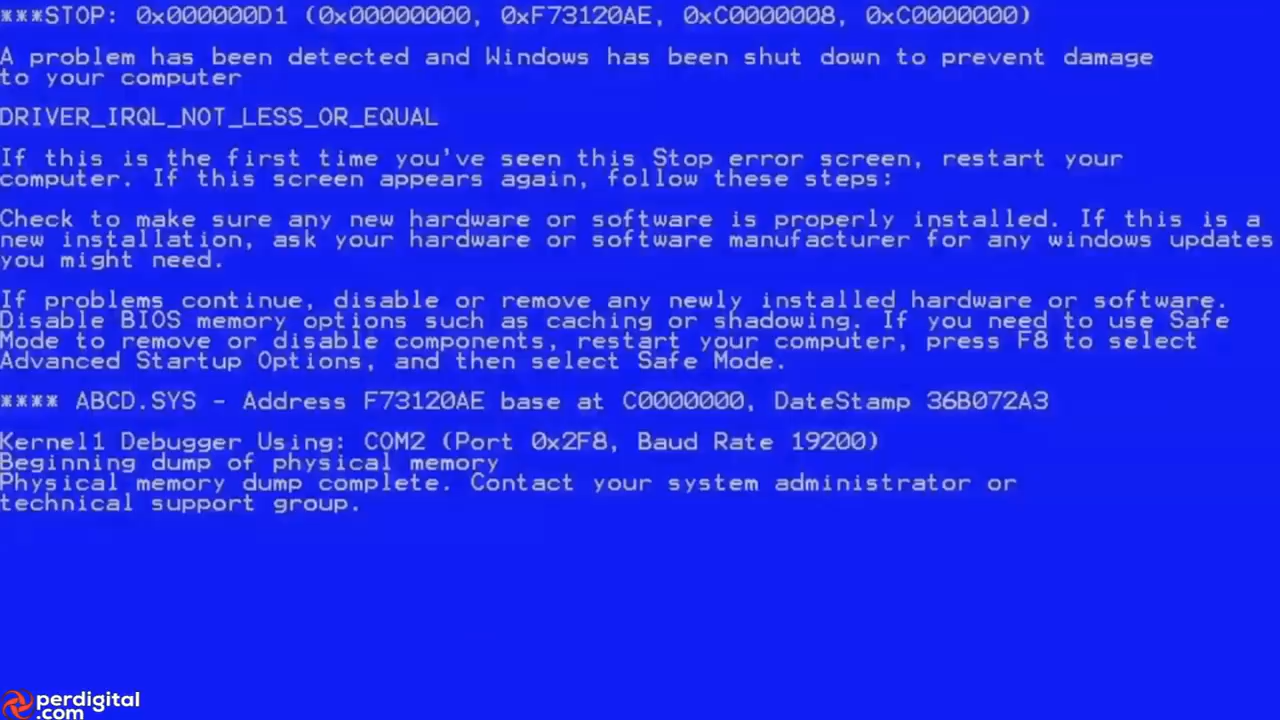 ***STOP: 0x000000D1 (0x00000000, 0xF73120AE, 0xC0000008, 0xC0000000)
A problem has been detected and Windows has been shut down to prevent damage
to your computer
DRIVER_IRQL_NOT_LESS_OR_EQUAL
If this is the first time you've seen this Stop error screen, restart your
computer. If this screen appears again, follow these steps:
Check to make sure any new hardware or software is properly installed. If this is a
new installation, ask your hardware or software manufacturer for any windows updates
you might need.
If problems continue, disable or remove any newly installed hardware or software.
Disable BIOS memory options such as caching or shadowing. If you need to use Safe
Mode to remove or disable components, restart your computer, press F8 to select
Advanced Startup Options, and then select Safe Mode.
**** ABCD.SYS - Address F73120AE base at C0000000, DateStamp 36B072A3
Kernel1 Debugger Using: COM2 (Port 0x2F8, Baud Rate 19200)
Beginning dump of physical memory
Physical memory dump complete. Contact your system administrator or
technical support group.
perdigital
.com